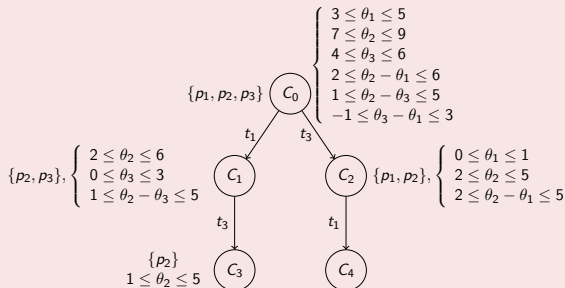 3 ≤ θ₁ ≤ 5
7 ≤ θ₂ ≤ 9
4 ≤ θ₃ ≤ 6
2 ≤ θ₂ − θ₁ ≤ 6
1 ≤ θ₂ − θ₃ ≤ 5
−1 ≤ θ₃ − θ₁ ≤ 3
{p₁, p₂, p₃} C₀
t₁ t₃
{p₂, p₃},
2 ≤ θ₂ ≤ 6
0 ≤ θ₃ ≤ 3
1 ≤ θ₂ − θ₃ ≤ 5
C₁ C₂
{p₁, p₂},
0 ≤ θ₁ ≤ 1
2 ≤ θ₂ ≤ 5
2 ≤ θ₂ − θ₁ ≤ 5
t₃ t₁
{p₂}
1 ≤ θ₂ ≤ 5
C₃ C₄